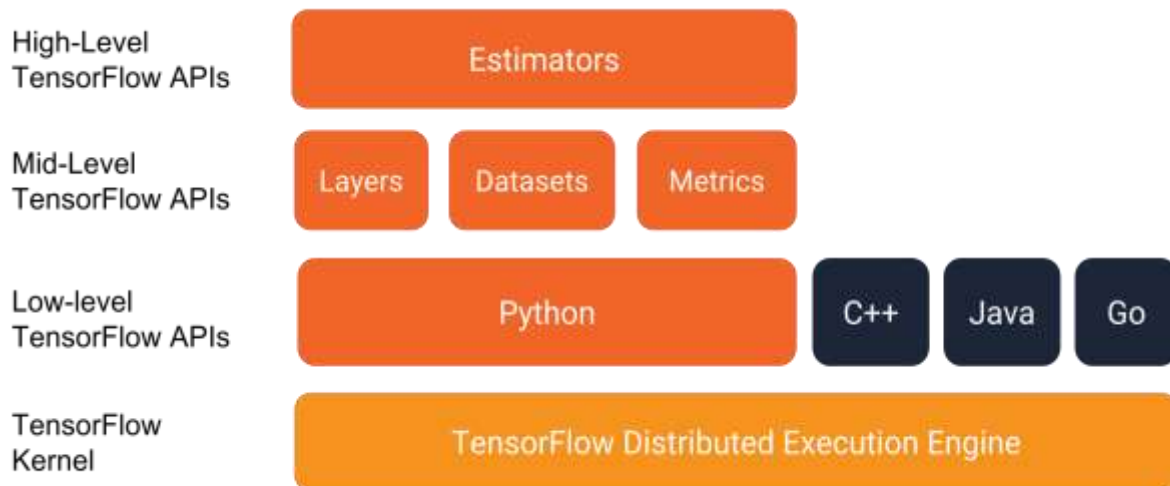 High-Level
TensorFlow APIs
Estimators
Mid-Level
TensorFlow APIs
Layers
Datasets
Metrics
Low-level
TensorFlow APIs
Python
C++
Java
Go
TensorFlow
Kernel
TensorFlow Distributed Execution Engine